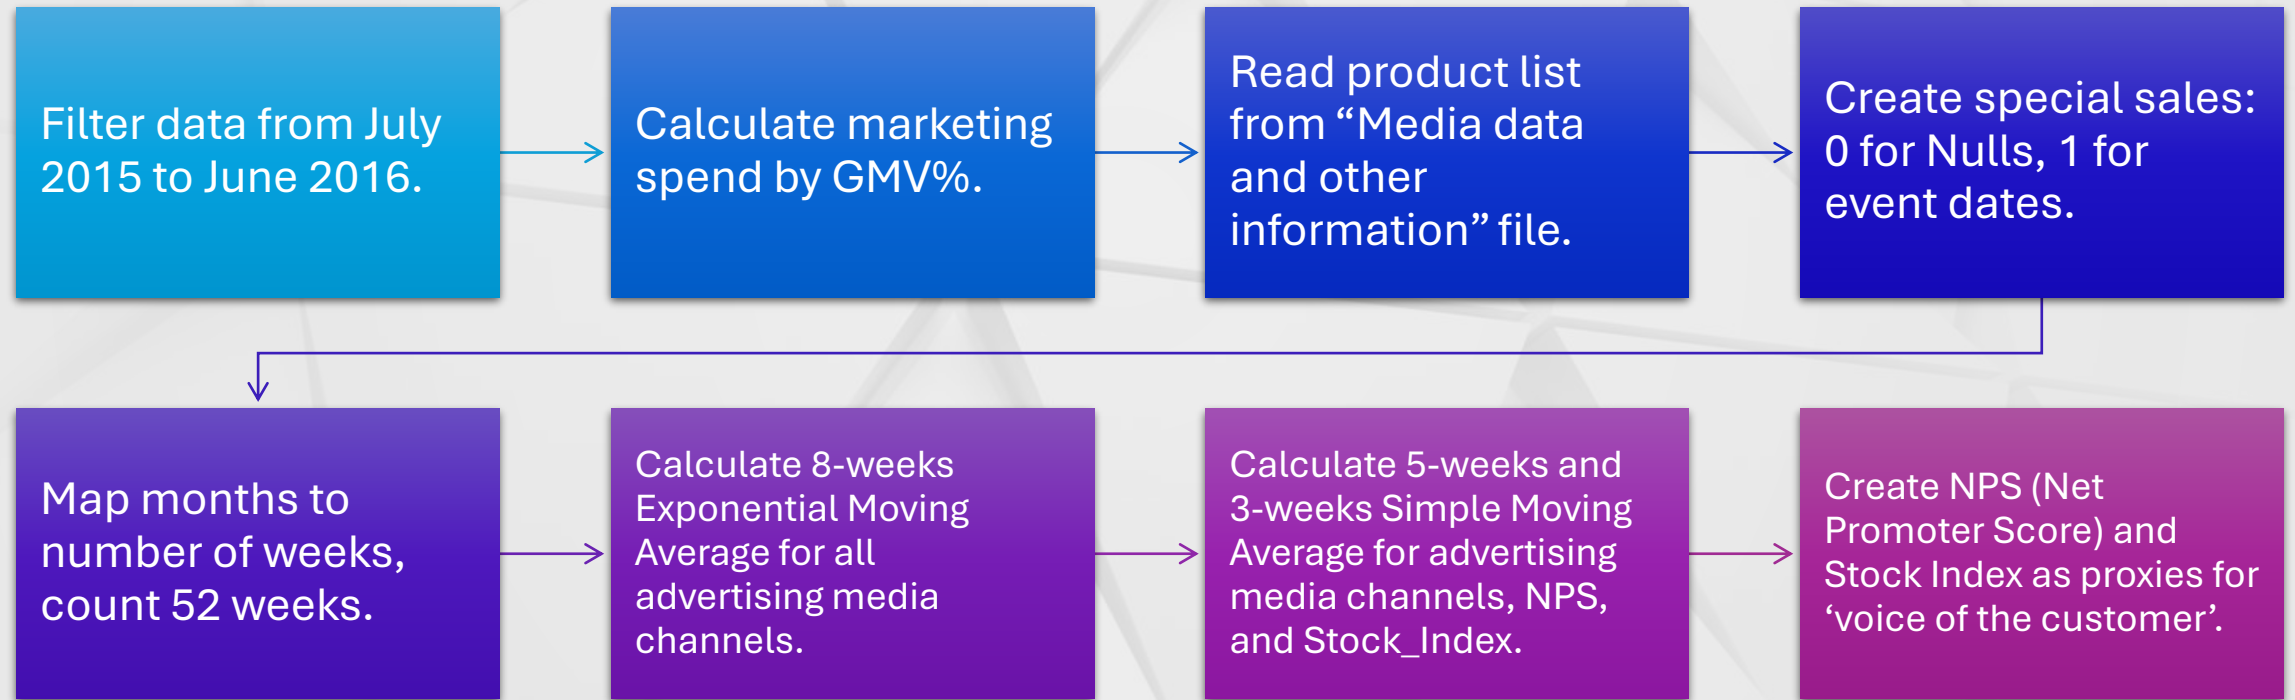 Filter data from July
2015 to June 2016.
Calculate marketing
spend by GMV%.
Read product list
from “Media data
and other
information” file.
Create special sales:
0 for Nulls, 1 for
event dates.
Map months to
number of weeks,
count 52 weeks.
Calculate 8-weeks
Exponential Moving
Average for all
advertising media
channels.
Calculate 5-weeks and
3-weeks Simple Moving
Average for advertising
media channels, NPS,
and Stock_Index.
Create NPS (Net
Promoter Score) and
Stock Index as proxies for
‘voice of the customer’.